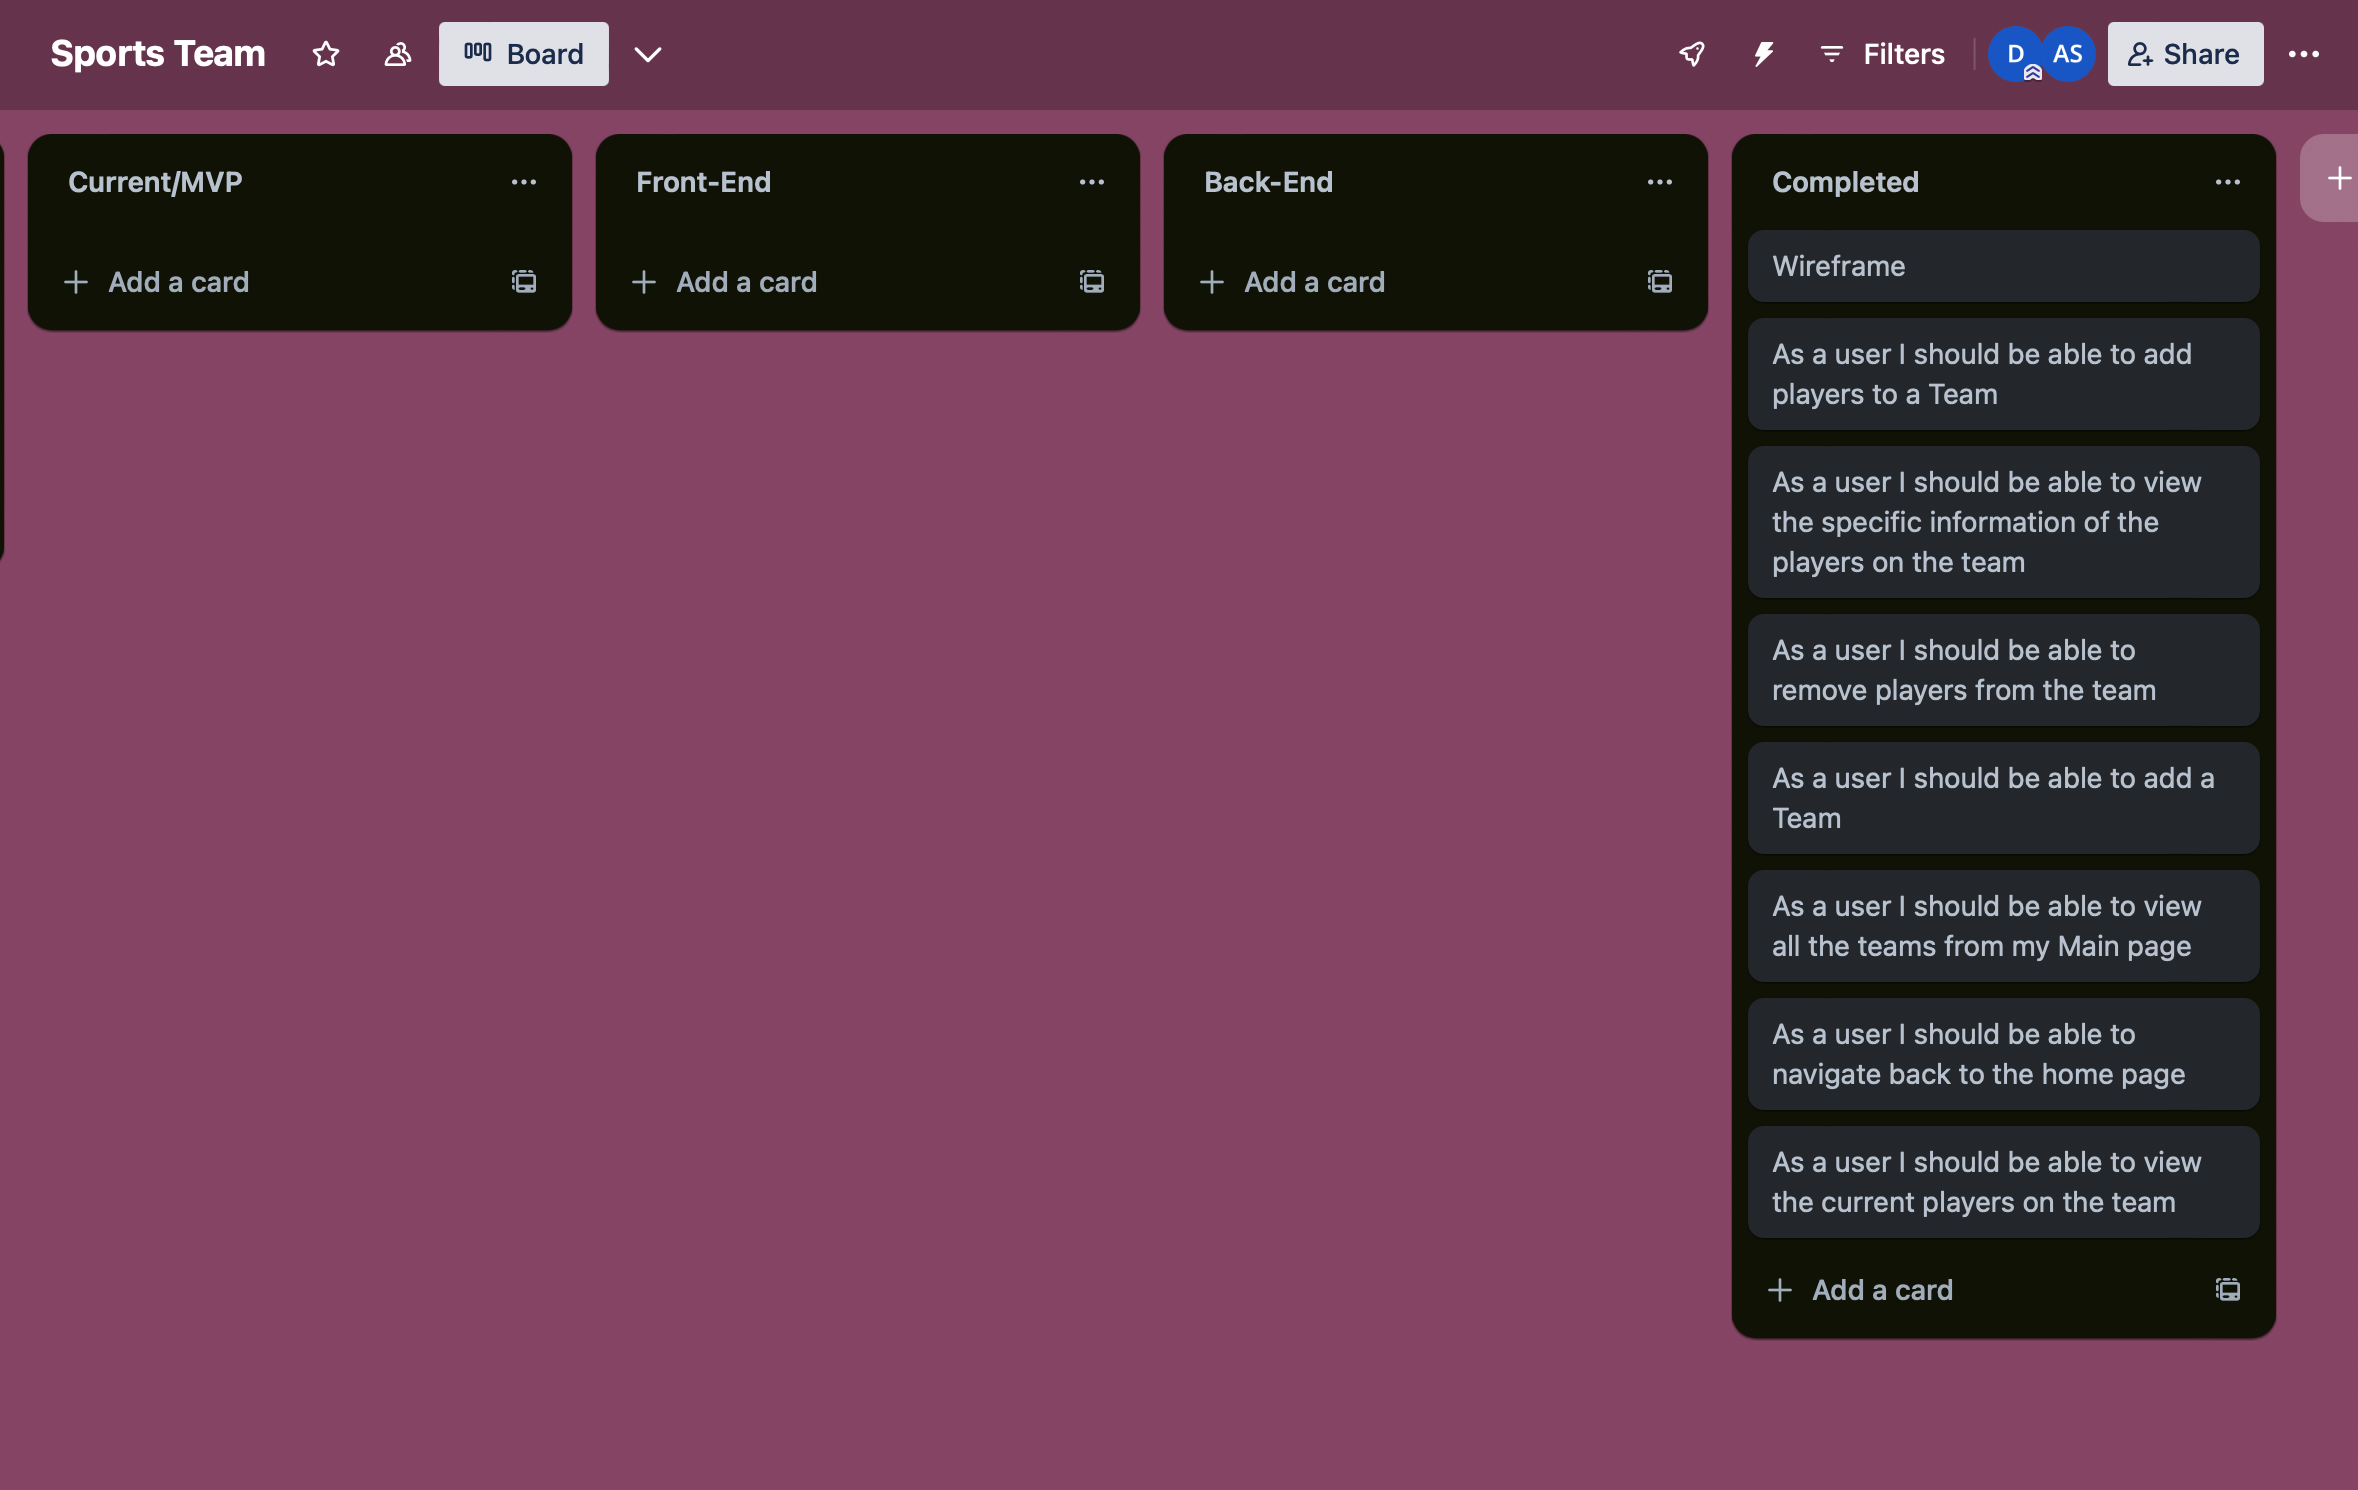 Sports Team
Board
Filters
D
AS
Share
Current/MVP
Add a card
Front-End
Add a card
Back-End
Add a card
Completed
Wireframe
As a user I should be able to add
players to a Team
As a user I should be able to view
the specific information of the
players on the team
As a user I should be able to
remove players from the team
As a user I should be able to add a
Team
As a user I should be able to view
all the teams from my Main page
As a user I should be able to
navigate back to the home page
As a user I should be able to view
the current players on the team
Add a card